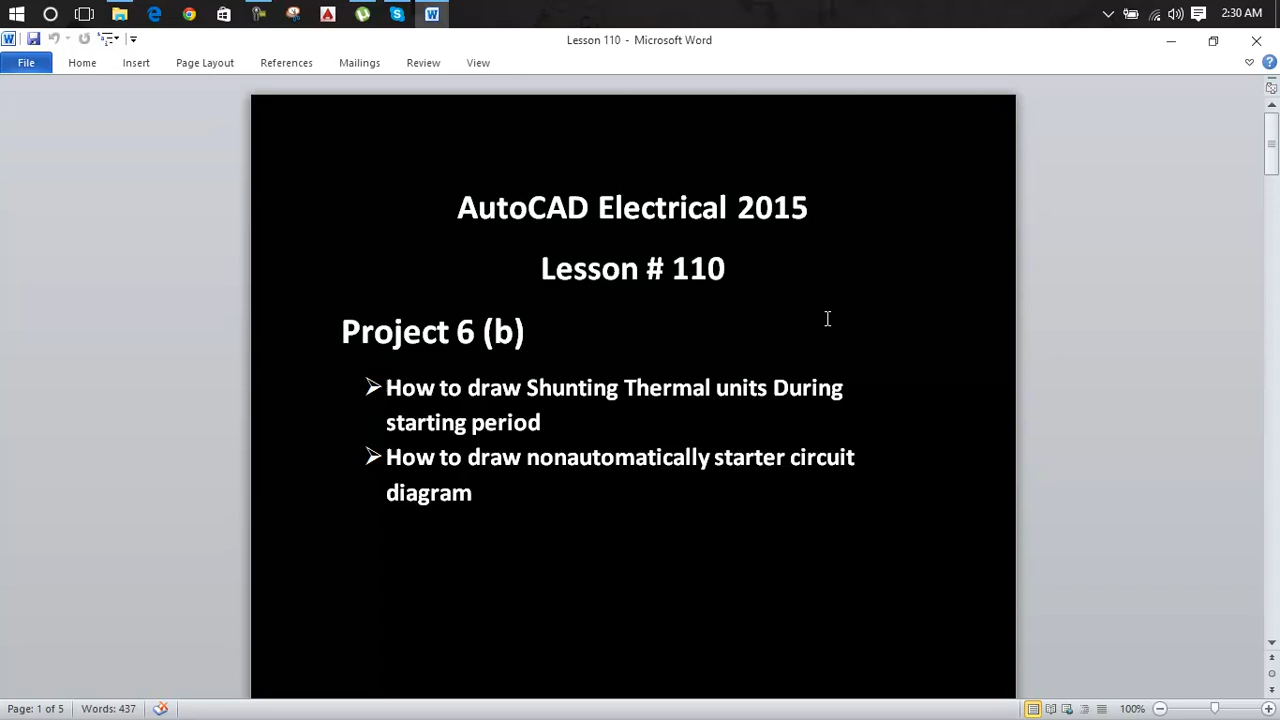 2:30 AM
Lesson 110 - Microsoft Word
File Home Insert Page Layout References Mailings Review View
AutoCAD Electrical 2015
Lesson # 110
Project 6 (b)
How to draw Shunting Thermal units During
starting period
How to draw nonautomatically starter circuit
diagram
Page: 1 of 5 Words: 437 100%